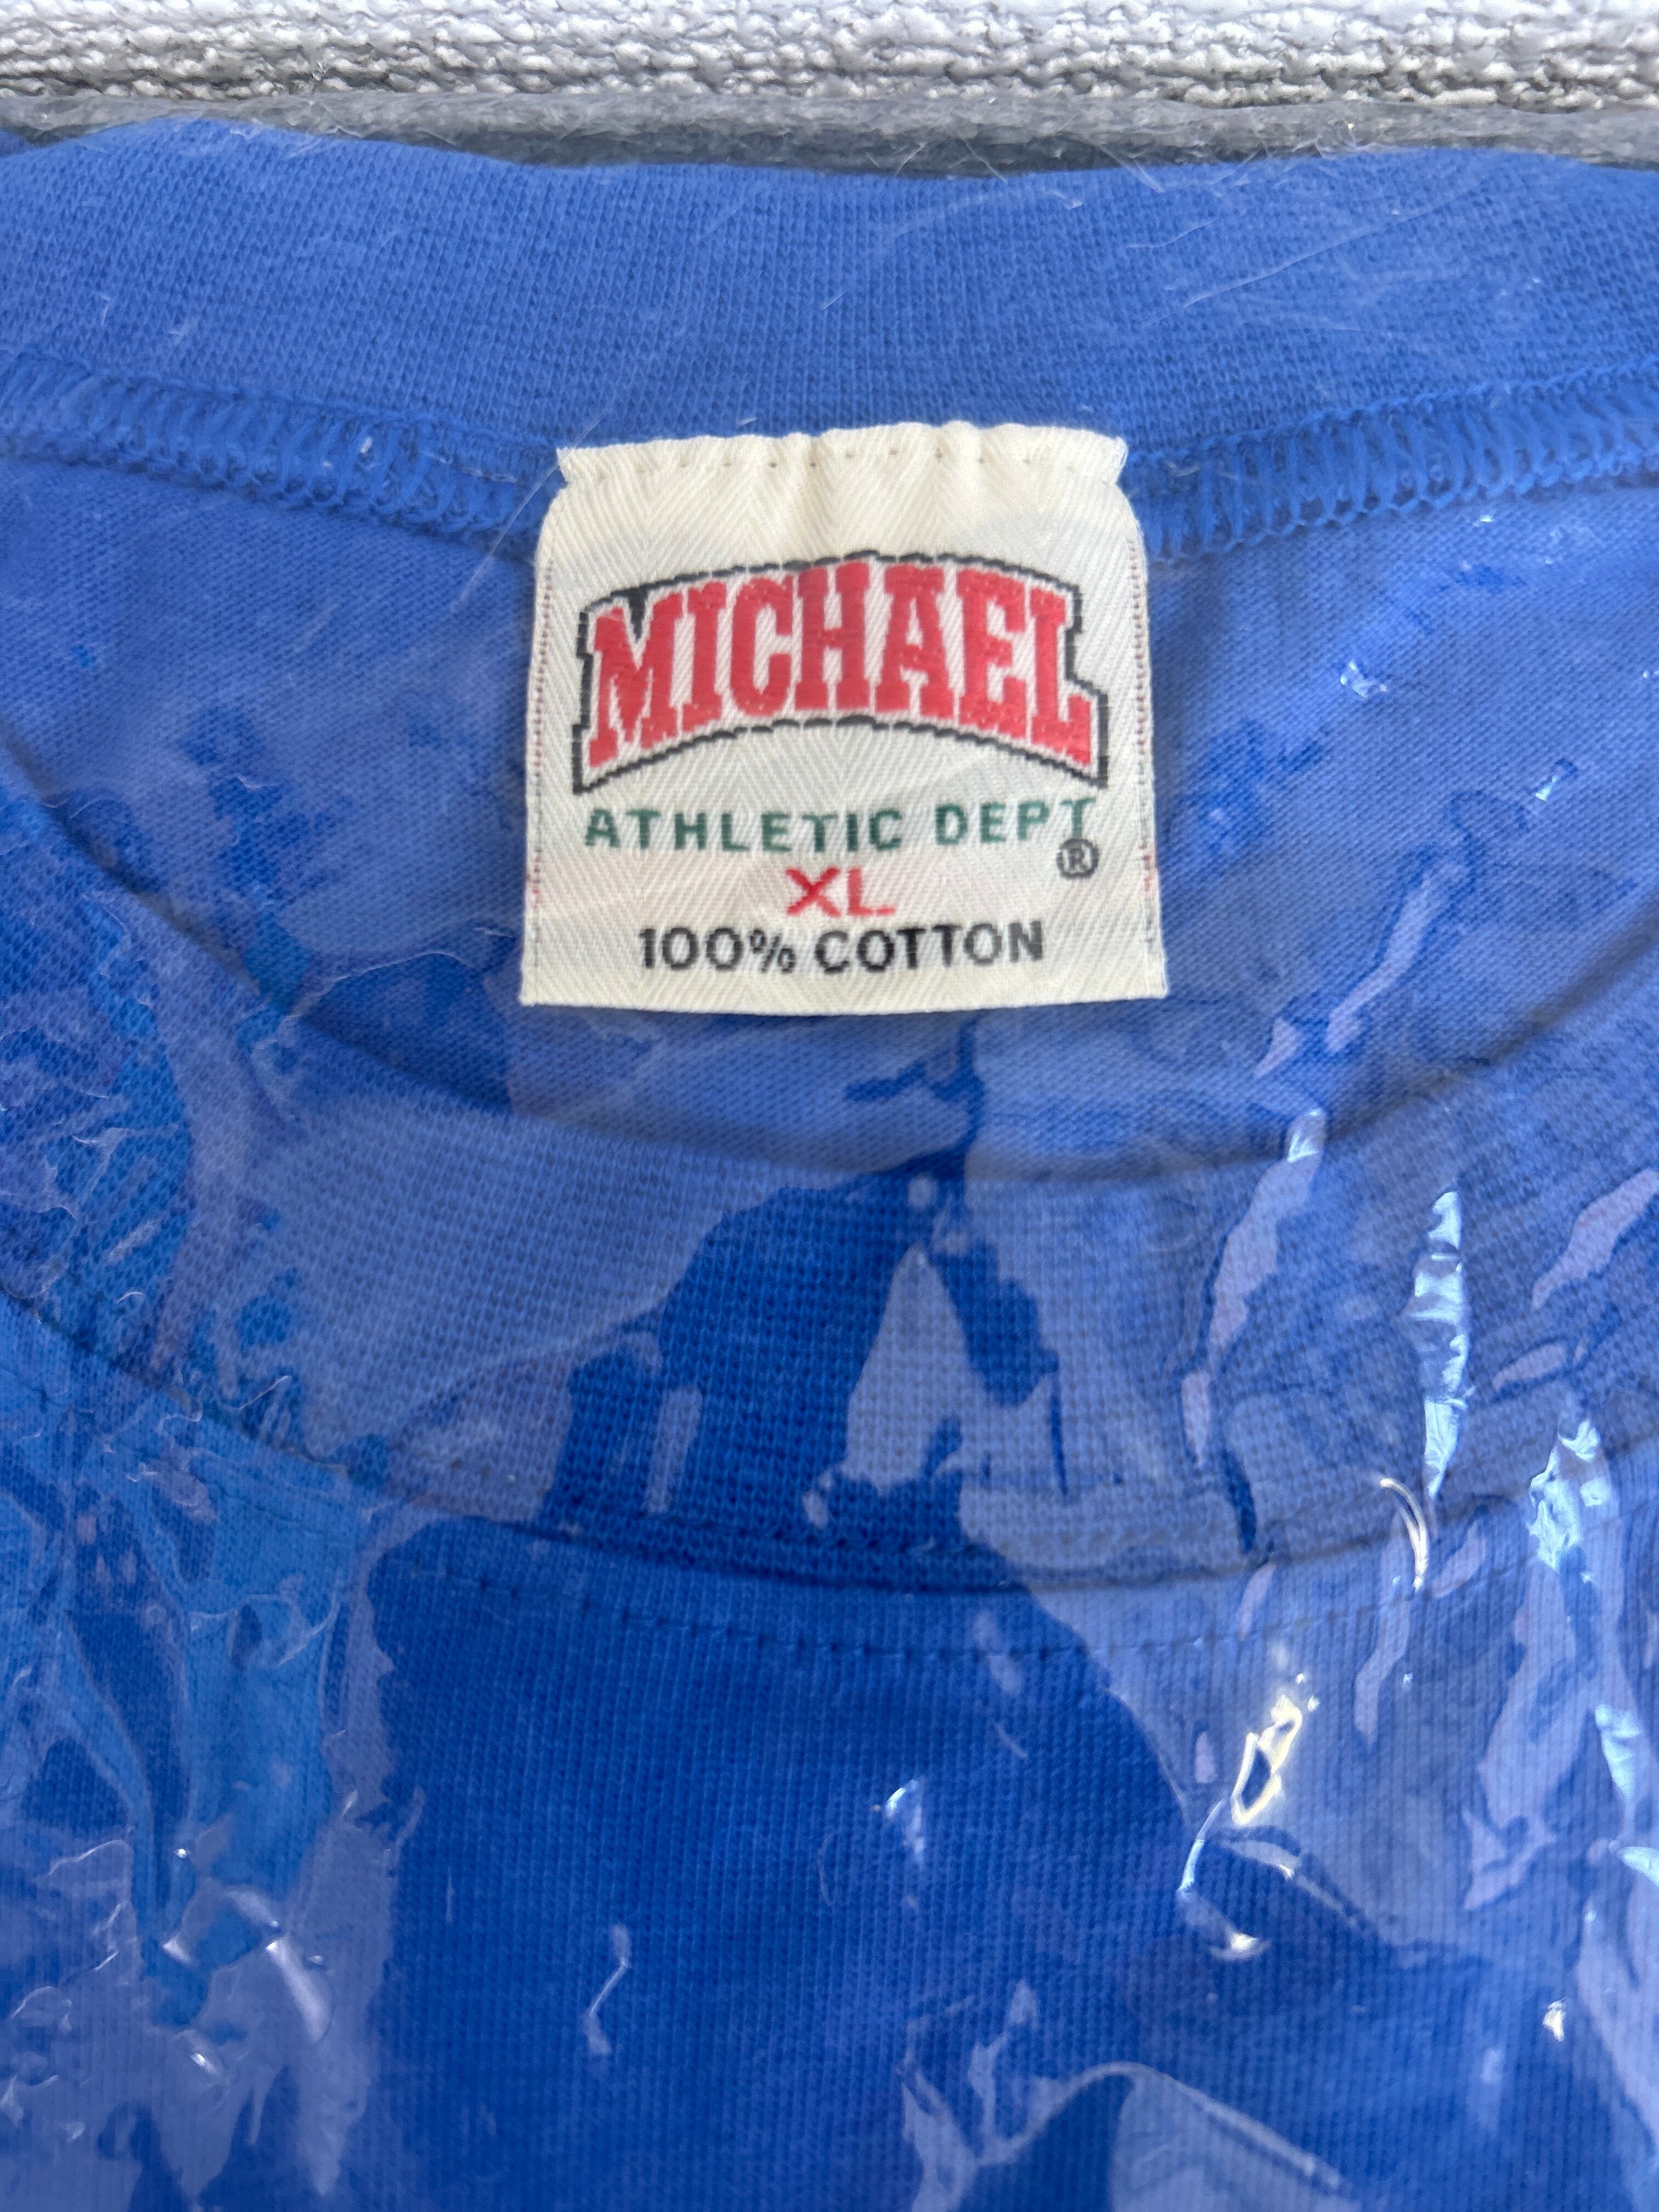 MICHAEL
ATHLETIC DEPT
®
XL
100% COTTON